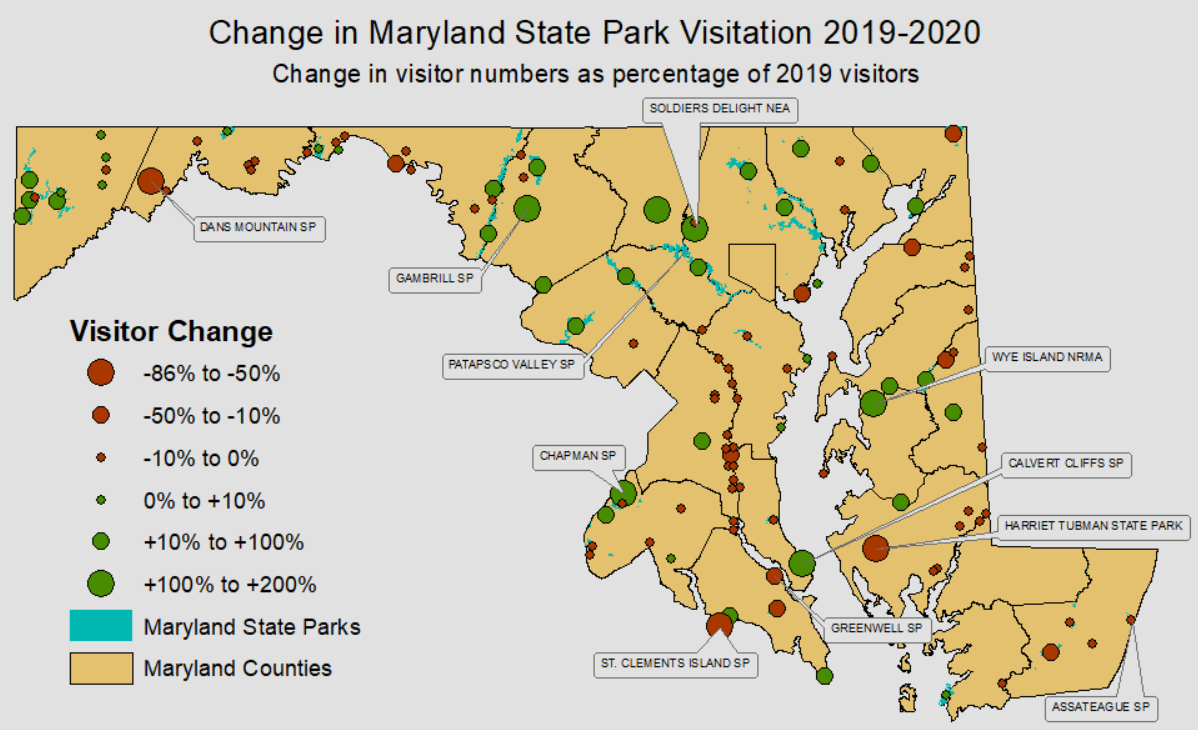 Change in Maryland State Park Visitation 2019-2020
Change in visitor numbers as percentage of 2019 visitors
SOLDIERS DELIGHT NEA
DANS MOUNTAIN SP
GAMBRILL SP
PATAPSCO VALLEY SP
WYE ISLAND NRMA
CHAPMAN SP
CALVERT CLIFFS SP
HARRIET TUBMAN STATE PARK
GREENWELL SP
ST. CLEMENTS ISLAND SP
ASSATEAGUE SP
Visitor Change
-86% to -50%
-50% to -10%
-10% to 0%
0% to +10%
+10% to +100%
+100% to +200%
Maryland State Parks
Maryland Counties